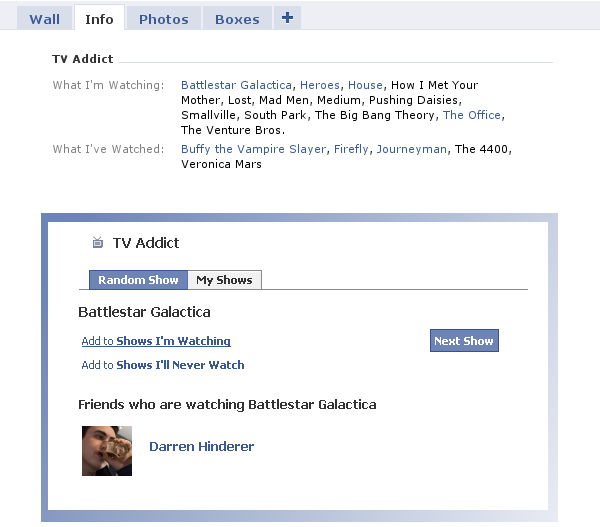 Wall Info Photos Boxes +
TV Addict
What I'm Watching: Battlestar Galactica, Heroes, House, How I Met Your
Mother, Lost, Mad Men, Medium, Pushing Daisies,
Smallville, South Park, The Big Bang Theory, The Office,
The Venture Bros.
What I've Watched: Buffy the Vampire Slayer, Firefly, Journeyman, The 4400,
Veronica Mars
TV Addict
Random Show My Shows
Battlestar Galactica
Add to Shows I'm Watching Next Show
Add to Shows I'll Never Watch
Friends who are watching Battlestar Galactica
Darren Hinderer